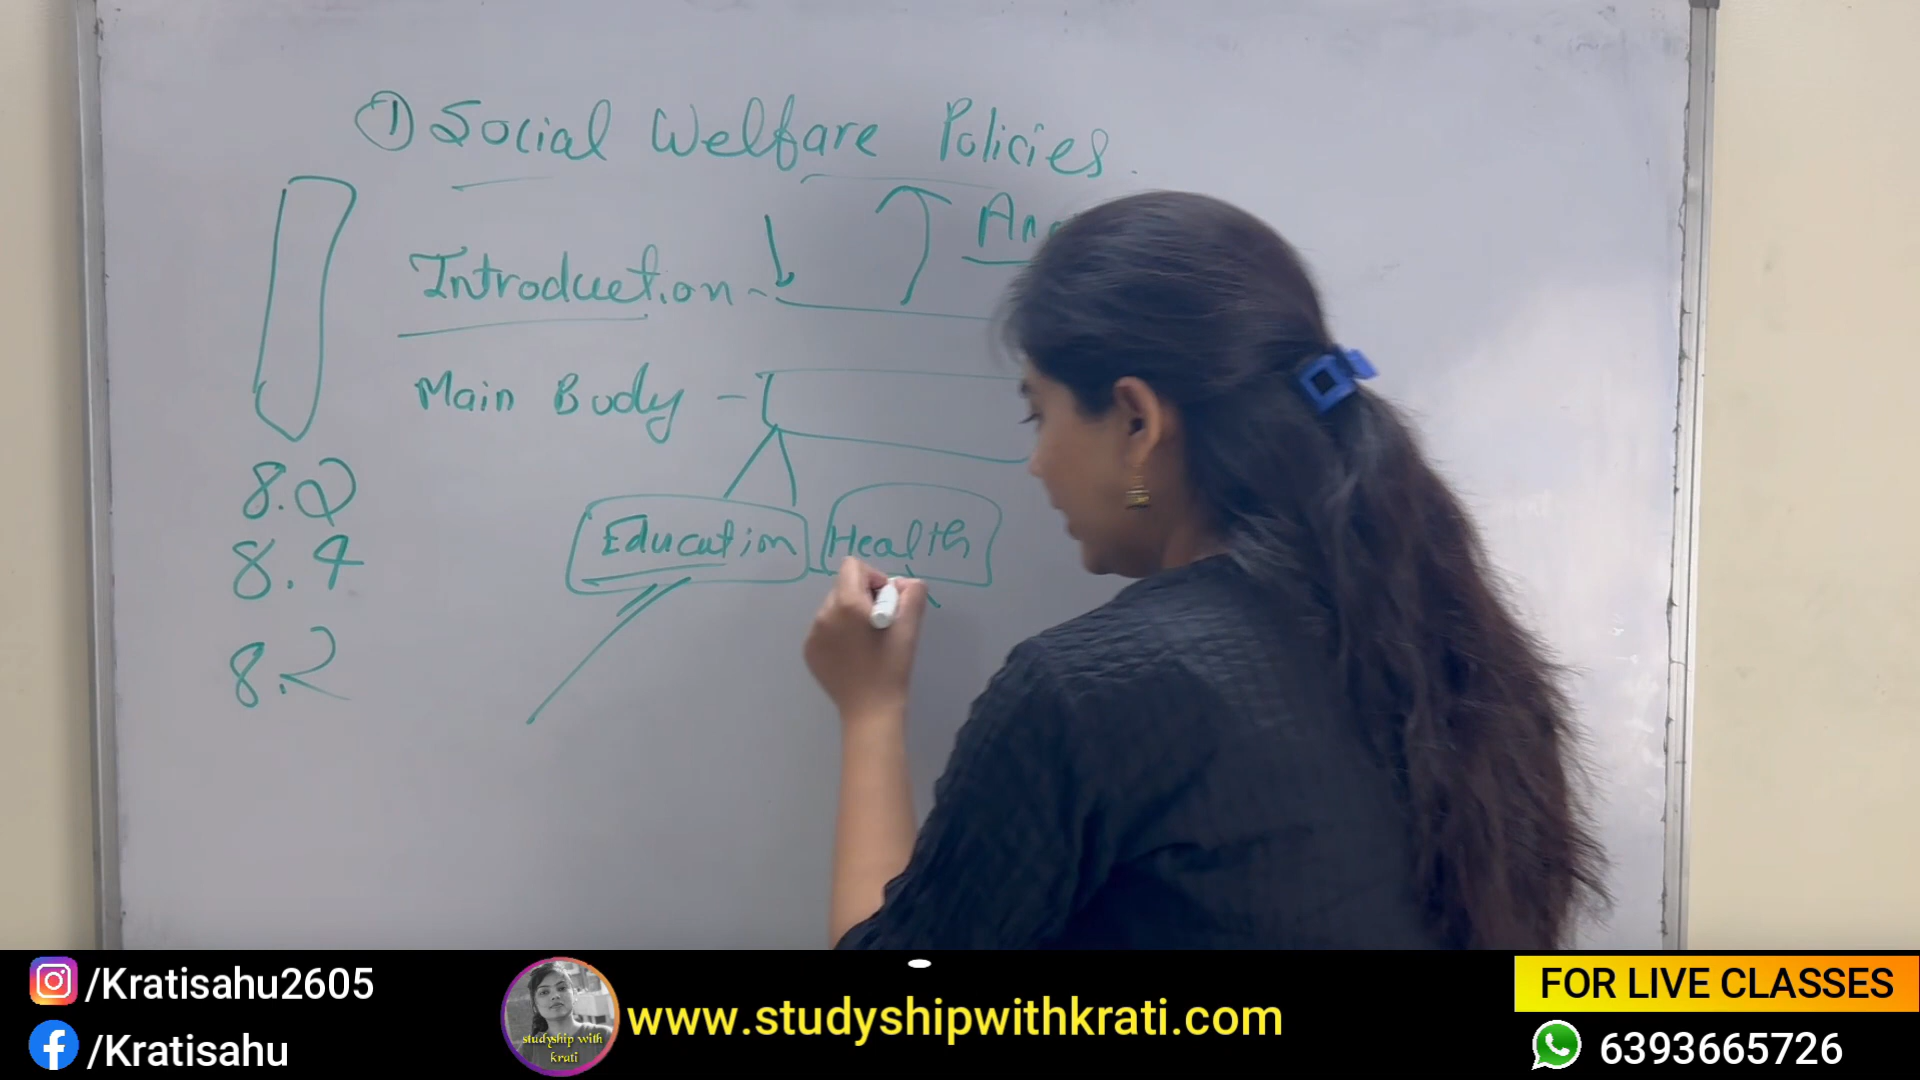 ① Social Welfare Policies.
Introduction -
Main Body -
Education Health
8.2
8.4
8.2
/Kratisahu2605
/Kratisahu
studyship with
krati
www.studyshipwithkrati.com
FOR LIVE CLASSES
6393665726